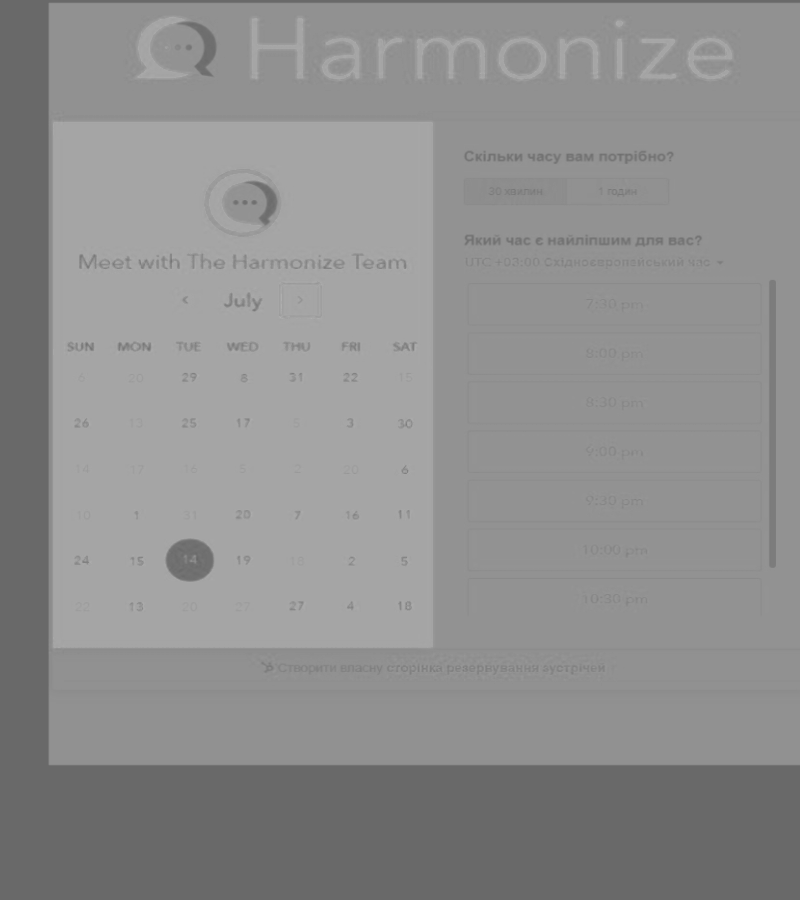 Harmonize
Meet with The Harmonize Team
‹ July ›
SUN MON TUE WED THU FRI SAT
6 20 29 8 31 22 15
26 13 25 17 5 3 30
14 17 16 5 2 20 6
10 1 31 20 7 16 11
24 15 14 19 13 2 5
22 13 20 27 27 4 18
Скільки часу вам потрібно?
30 хвилин 1 годин
Який час є найліпшим для вас?
UTC +03:00 Східноєвропейський час
7:30 pm
8:00 pm
8:30 pm
9:00 pm
9:30 pm
10:00 pm
10:30 pm
Створити власну сторінка резервування зустрічей